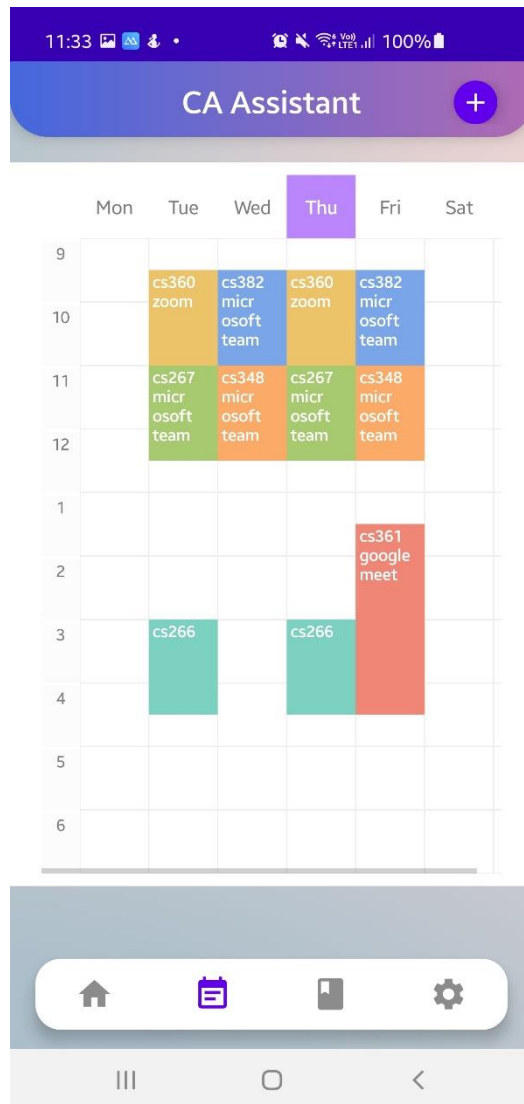 11:33 Vo)) LTE1 100%
CA Assistant +
Mon Tue Wed Thu Fri Sat
9
cs360 cs382 cs360 cs382
zoom micr zoom micr
osoft osoft
10
team team
11
cs267 cs348 cs267 cs348
micr micr micr micr
osoft osoft osoft osoft
team team team team
12
1
cs361
google
meet
2
3
cs266 cs266
4
5
6